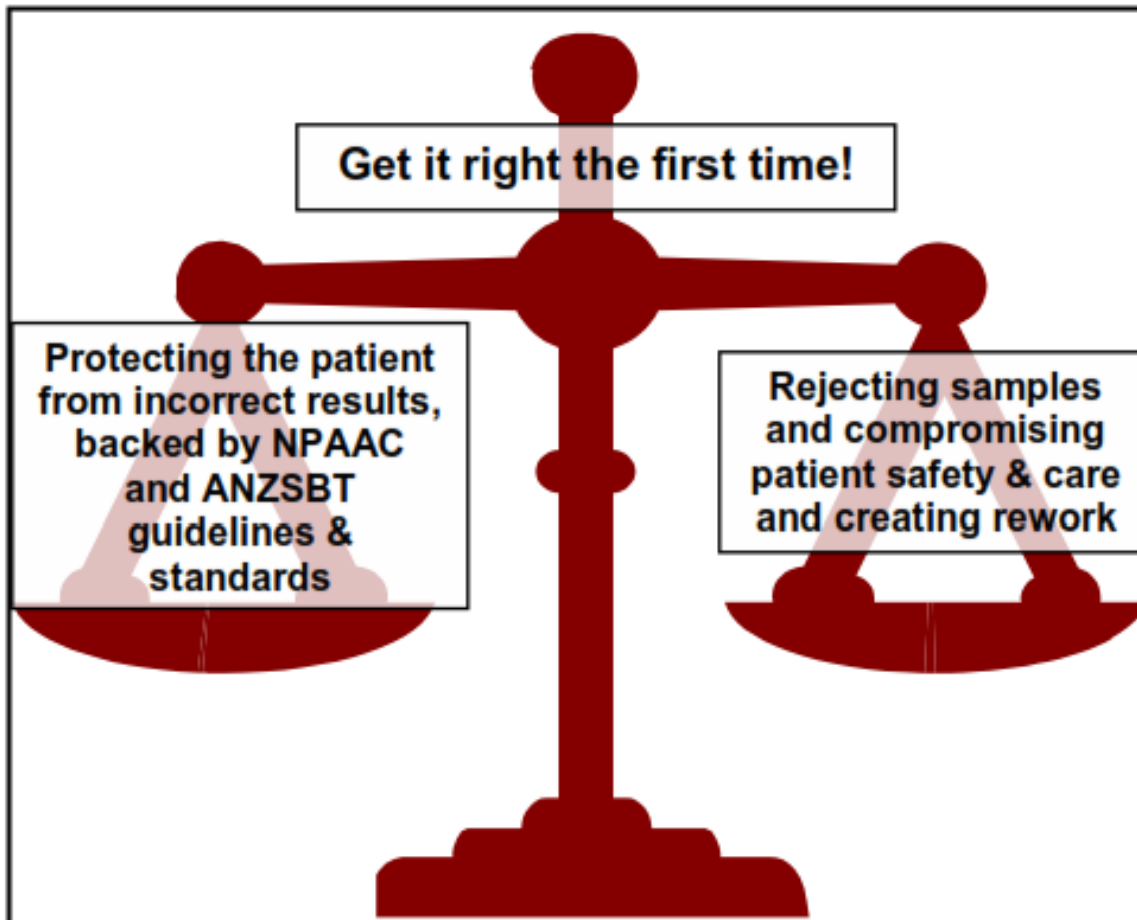 Get it right the first time!
Protecting the patient
from incorrect results,
backed by NPAAC
and ANZSBT
guidelines &
standards
Rejecting samples
and compromising
patient safety & care
and creating rework